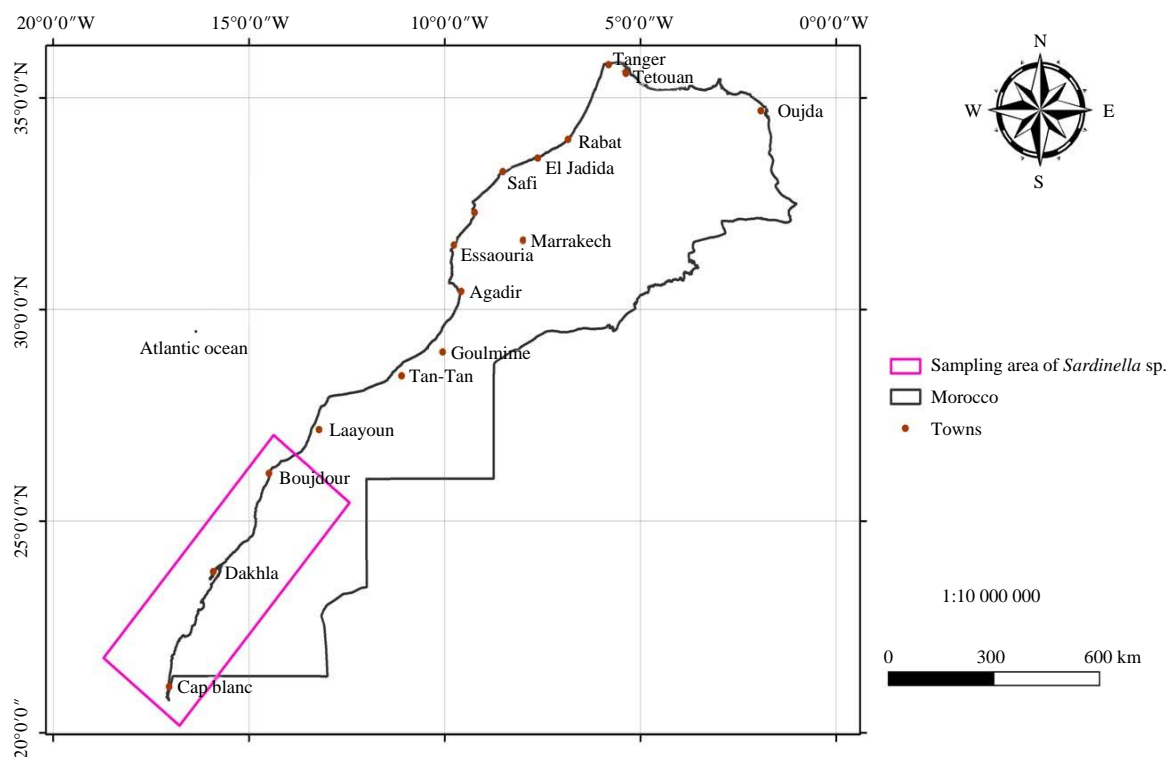 20°0′0″W 15°0′0″W 10°0′0″W 5°0′0″W 0°0′0″W
35°0′0″N
30°0′0″N
25°0′0″N
20°0′0″
Tanger
Tetouan
Oujda
Rabat
El Jadida
Safi
Marrakech
Essaouria
Agadir
Atlantic ocean
Goulmime
Tan-Tan
Laayoun
Boujdour
Dakhla
Cap blanc
N
W E
S
Sampling area of Sardinella sp.
Morocco
Towns
1:10 000 000
0 300 600 km